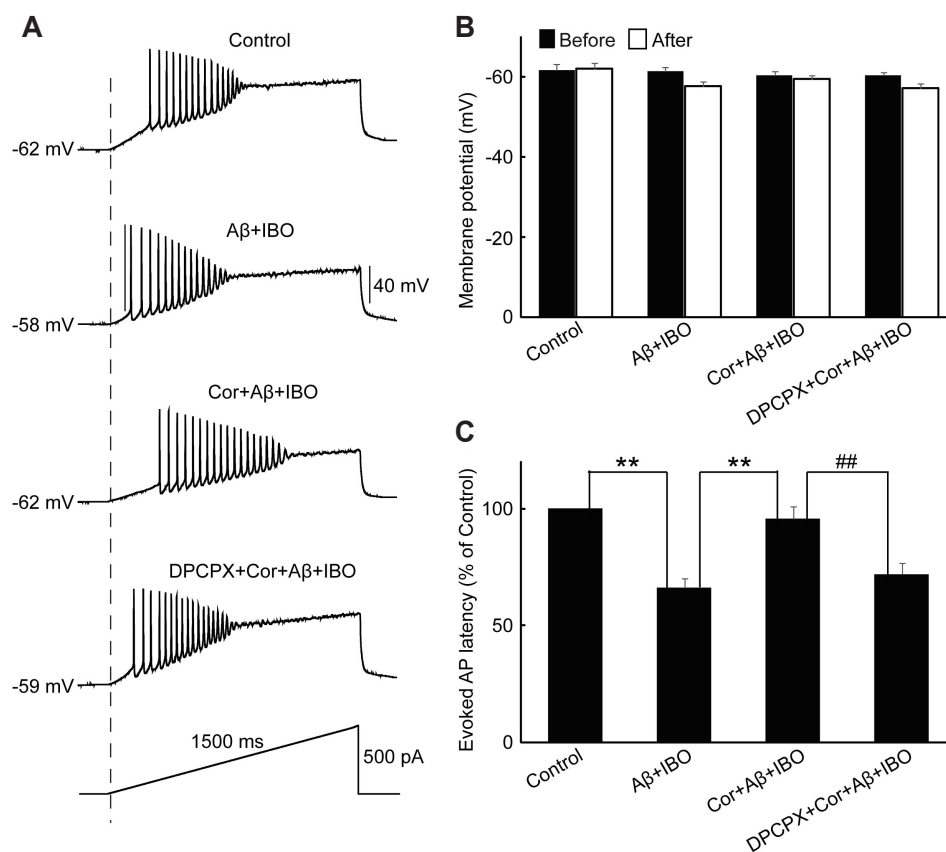 A
Control
-62 mV
Aβ+IBO
40 mV
-58 mV
Cor+Aβ+IBO
-62 mV
DPCPX+Cor+Aβ+IBO
-59 mV
1500 ms
500 pA
B
Before After
Membrane potential (mV)
-60
-40
-20
0
Control
Aβ+IBO
Cor+Aβ+IBO
DPCPX+Cor+Aβ+IBO
C
Evoked AP latency (% of Control)
** ** ##
100
50
0
Control
Aβ+IBO
Cor+Aβ+IBO
DPCPX+Cor+Aβ+IBO